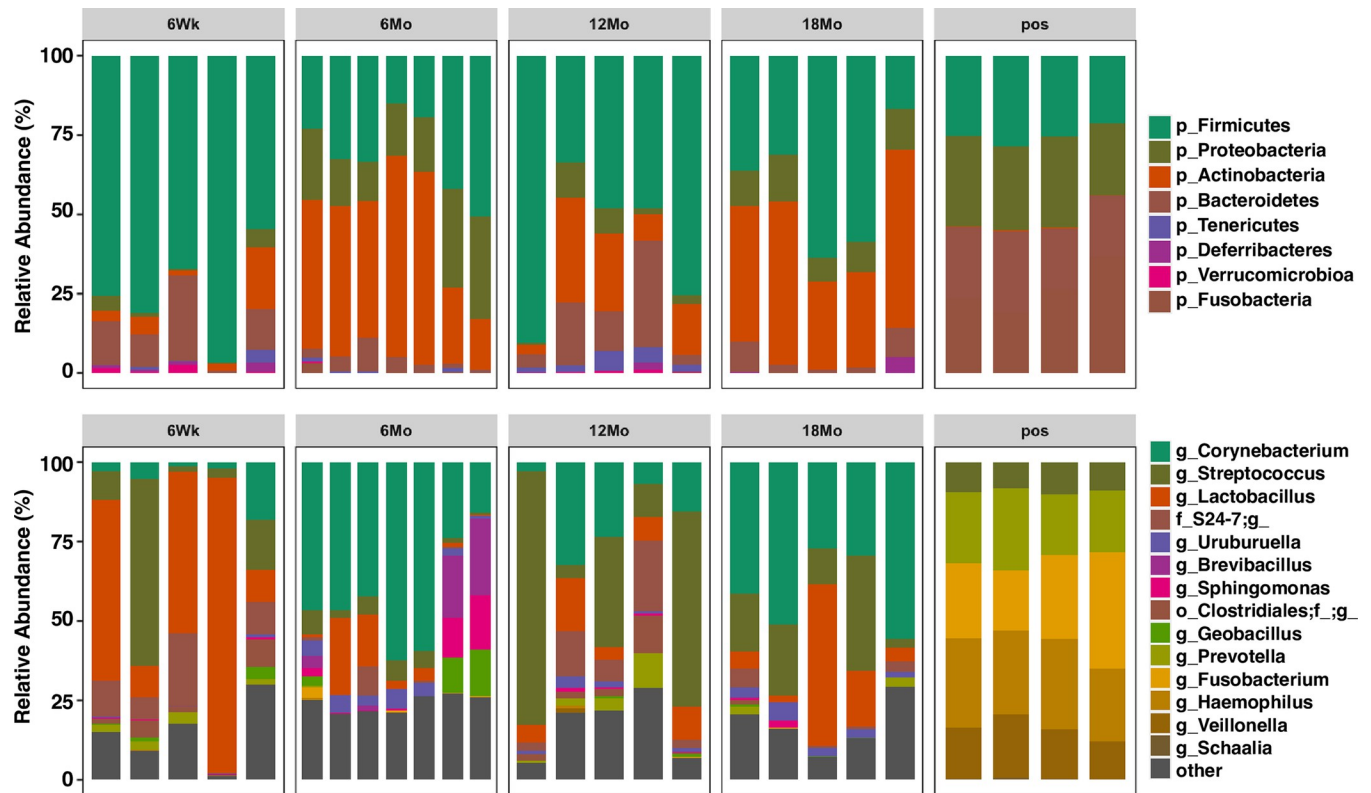 6Wk 6Mo 12Mo 18Mo pos
Relative Abundance (%)
100
75
50
25
0
p_Firmicutes
p_Proteobacteria
p_Actinobacteria
p_Bacteroidetes
p_Tenericutes
p_Deferribacteres
p_Verrucomicrobioa
p_Fusobacteria
6Wk 6Mo 12Mo 18Mo pos
Relative Abundance (%)
100
75
50
25
0
g_Corynebacterium
g_Streptococcus
g_Lactobacillus
f_S24-7;g_
g_Uruburuella
g_Brevibacillus
g_Sphingomonas
o_Clostridiales;f_;g_
g_Geobacillus
g_Prevotella
g_Fusobacterium
g_Haemophilus
g_Veillonella
g_Schaalia
other